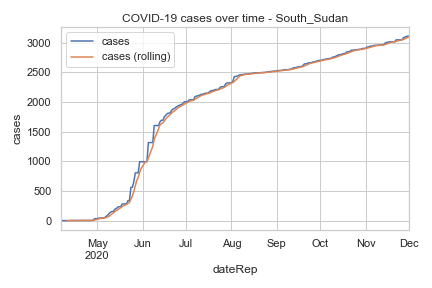 COVID-19 cases over time - South_Sudan
cases
cases (rolling)
3000
2500
2000
1500
1000
500
0
cases
May Jun Jul Aug Sep Oct Nov Dec
2020
dateRep